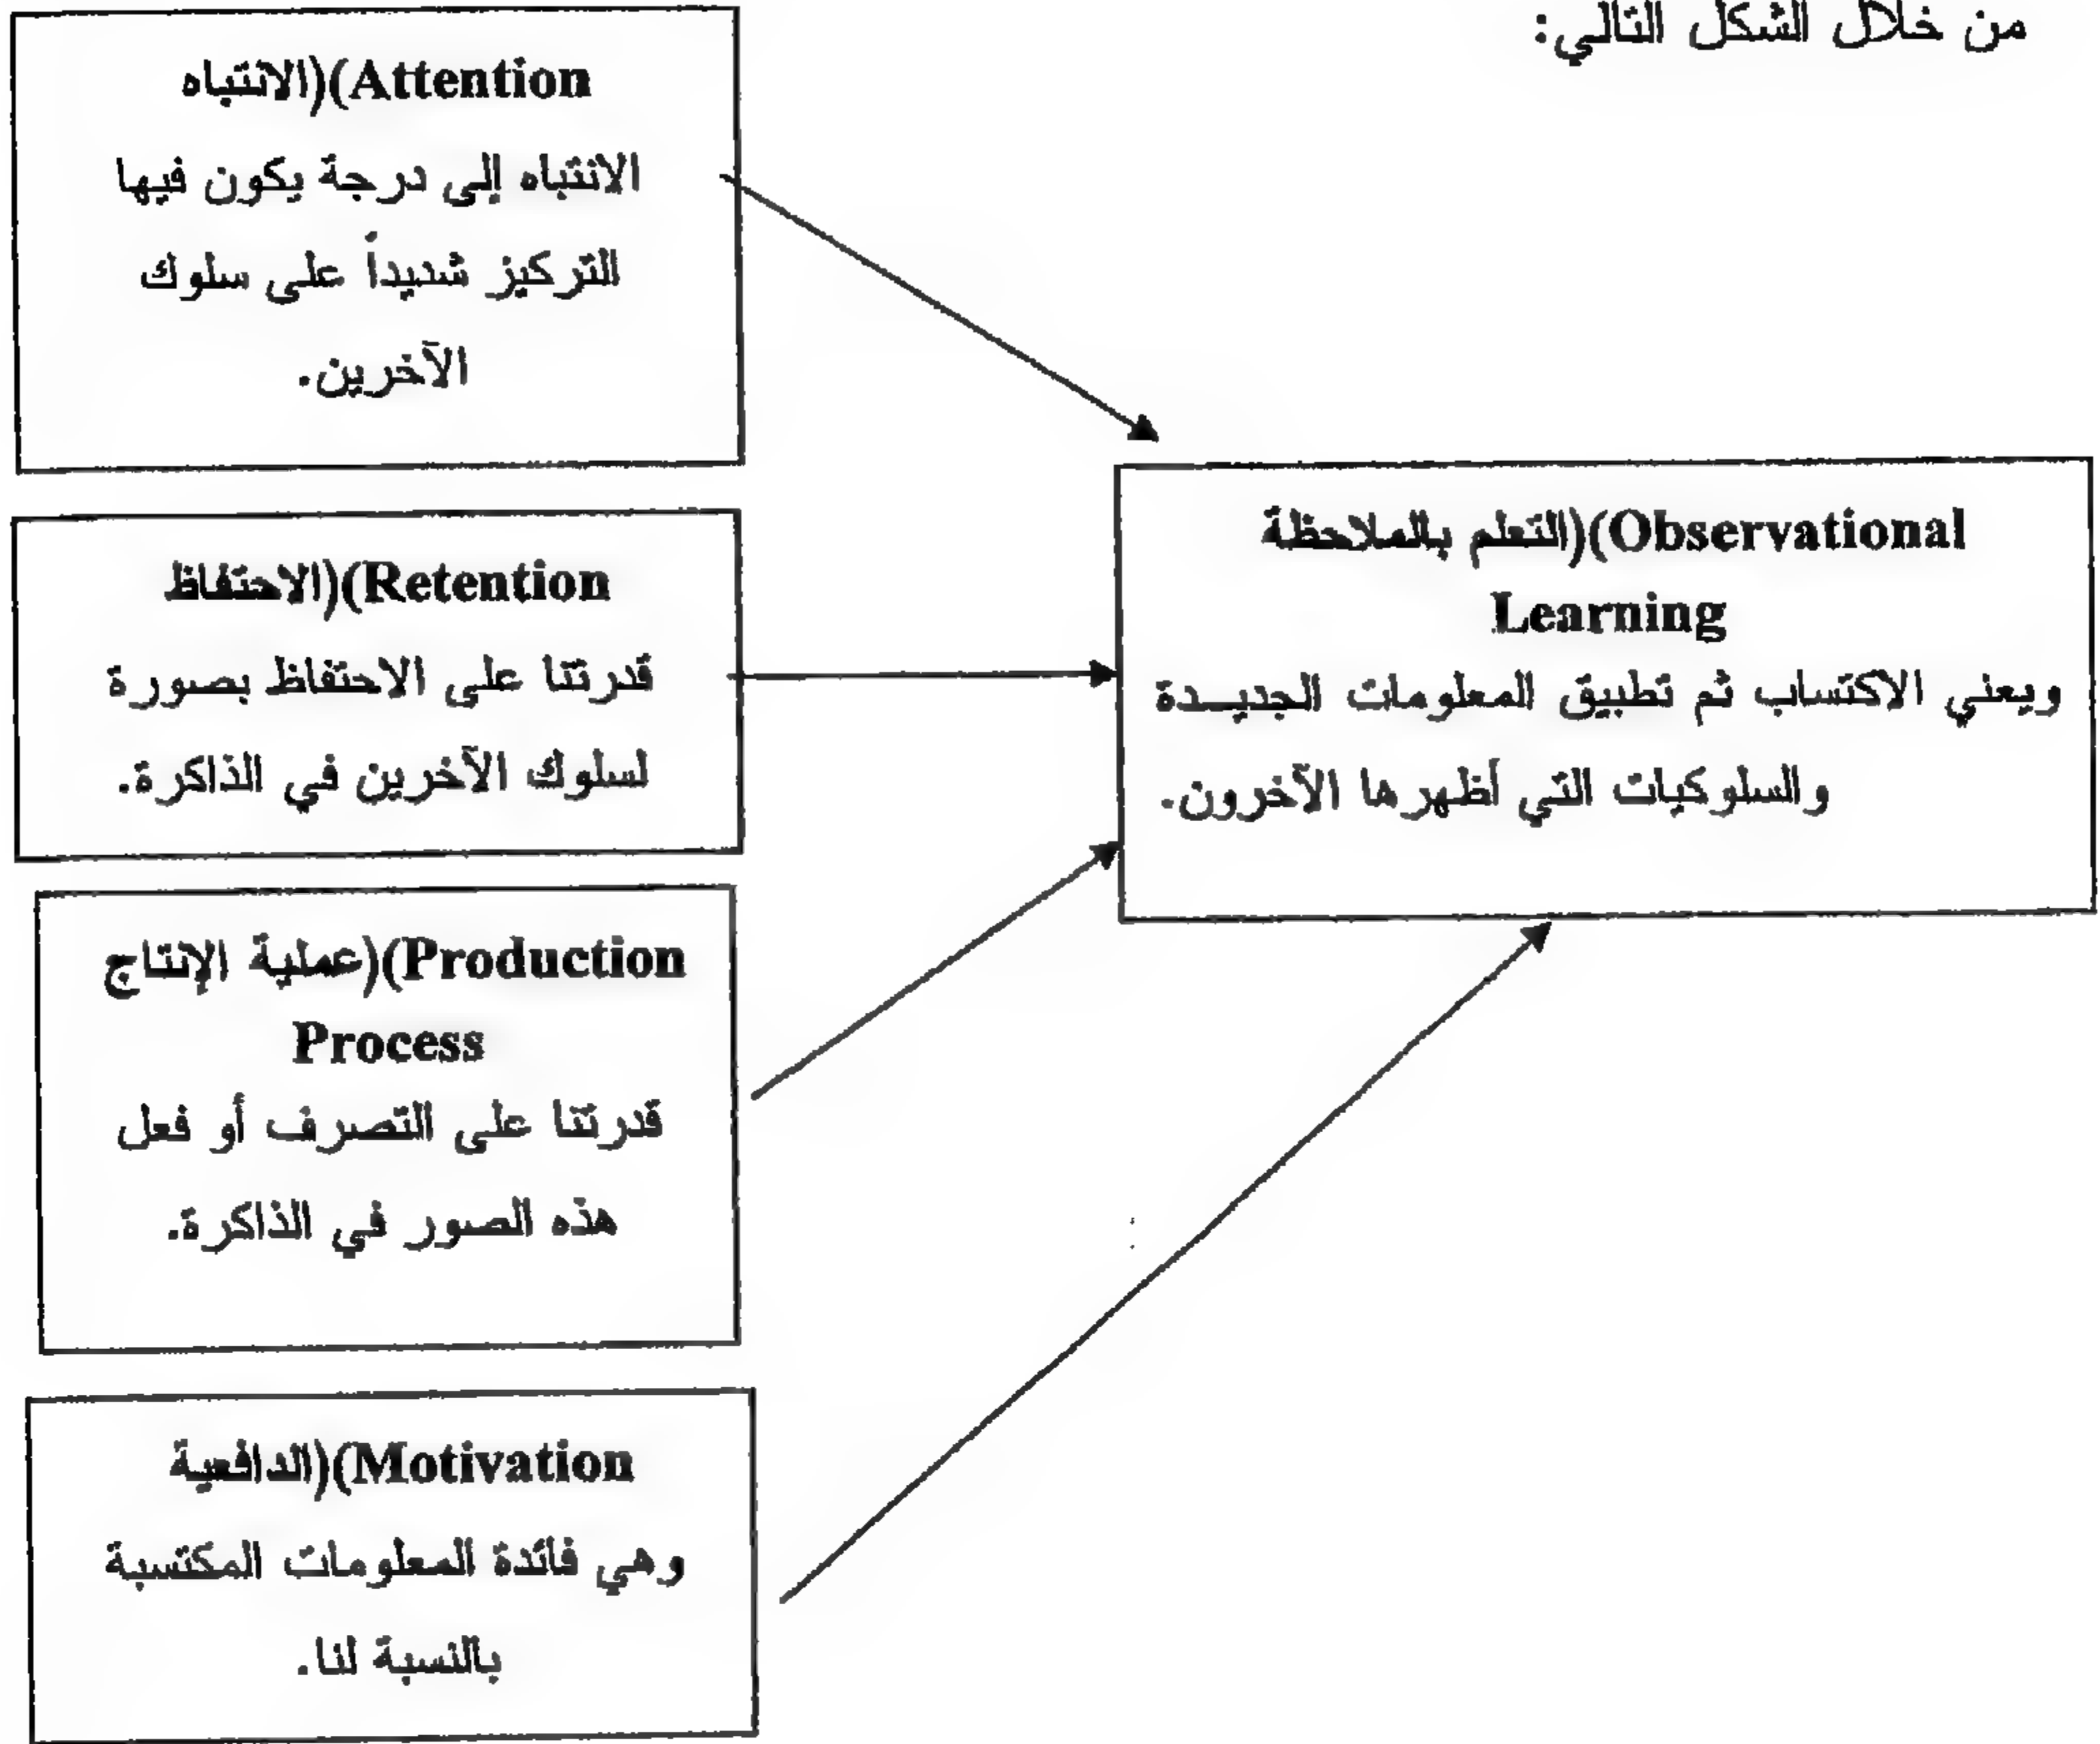 من خلال الشكل التالي:
الانتباه)(Attention
الانتباه إلى درجة يكون فيها
التركيز شديداً على سلوك
الآخرين.
الاحتفاظ)(Retention
قدرتنا على الاحتفاظ بصورة
لسلوك الآخرين في الذاكرة.
عملية الإنتاج)(Production
Process
قدرتنا على التصرف أو فعل
هذه الصور في الذاكرة.
الدافعية)(Motivation
وهي فائدة المعلومات المكتسبة
بالنسبة لنا.
التعلم بالملاحظة)(Observational
Learning
ويعني الاكتساب ثم تطبيق المعلومات الجديدة
والسلوكيات التي أظهرها الآخرون.